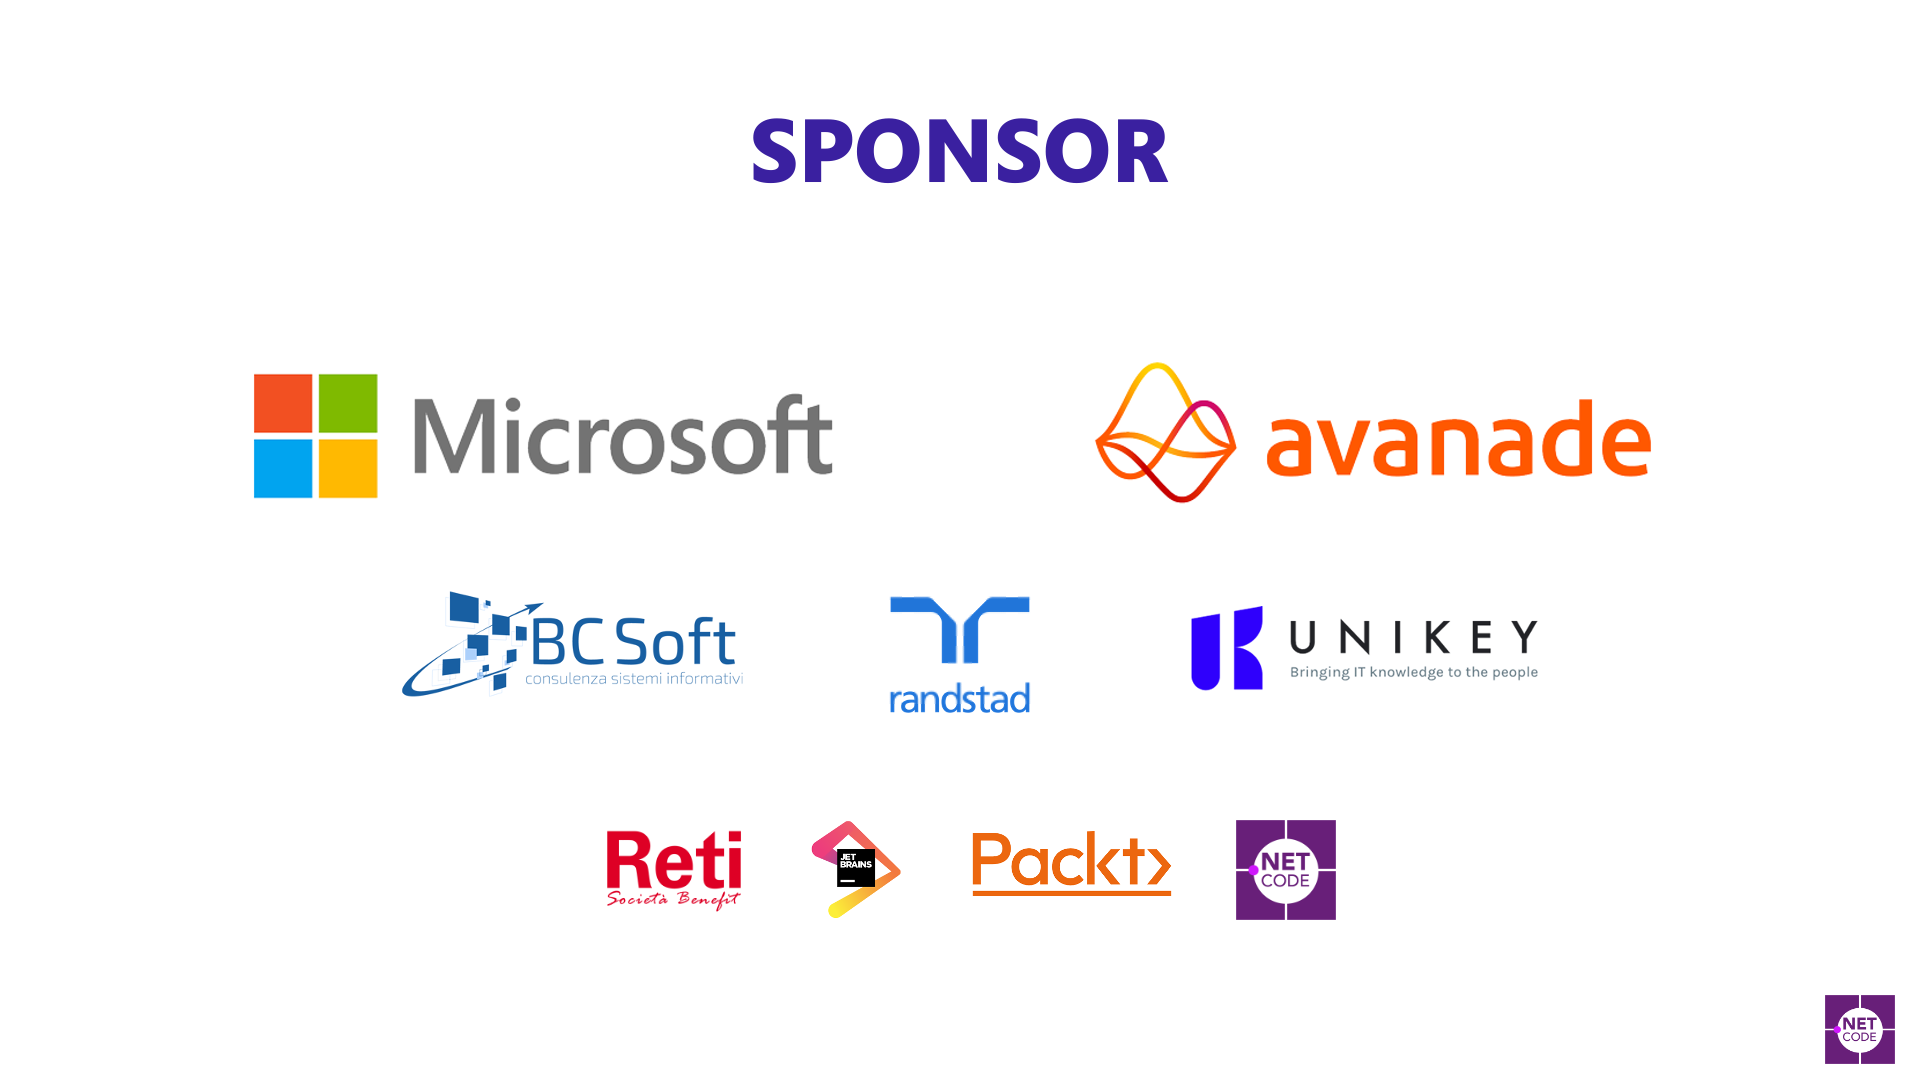 SPONSOR
Microsoft
avanade
BC Soft
consulenza sistemi informativi
randstad
UNIKEY
Bringing IT knowledge to the people
Reti
Società Benefit
JET
BRAINS
Packt
.NET
CODE
.NET
CODE